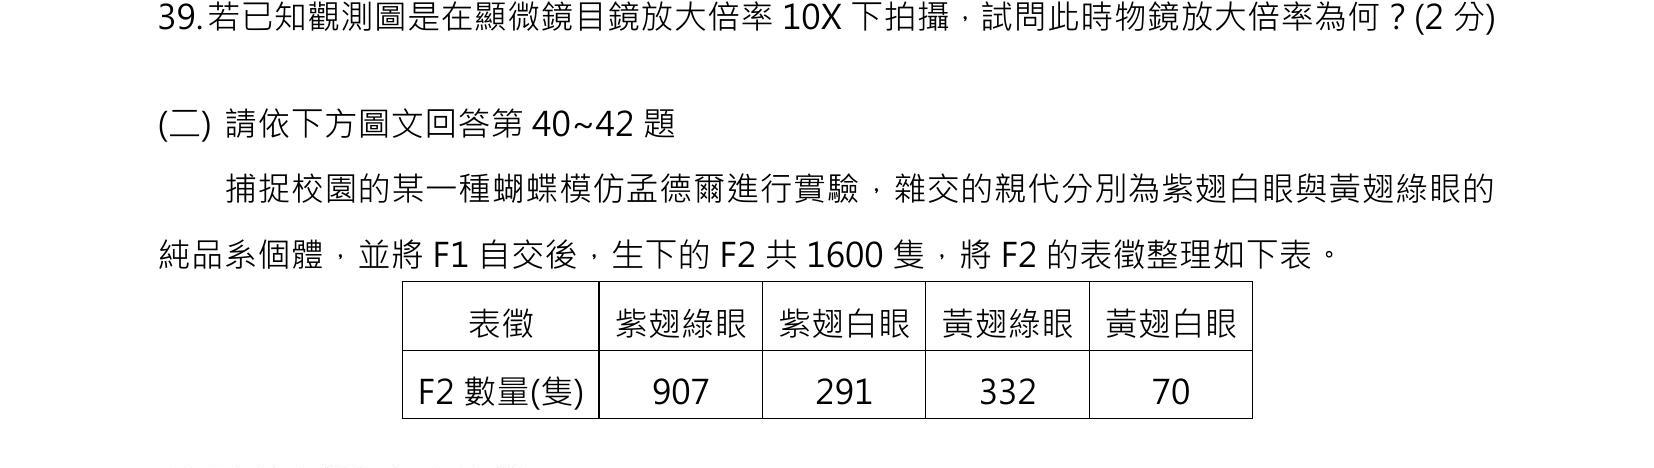 39.若已知觀測圖是在顯微鏡目鏡放大倍率 10X 下拍攝，試問此時物鏡放大倍率為何？(2 分)
(二) 請依下方圖文回答第 40~42 題
捕捉校園的某一種蝴蝶模仿孟德爾進行實驗，雜交的親代分別為紫翅白眼與黃翅綠眼的
純品系個體，並將 F1 自交後，生下的 F2 共 1600 隻，將 F2 的表徵整理如下表。
表徵 紫翅綠眼 紫翅白眼 黃翅綠眼 黃翅白眼
F2 數量(隻) 907 291 332 70